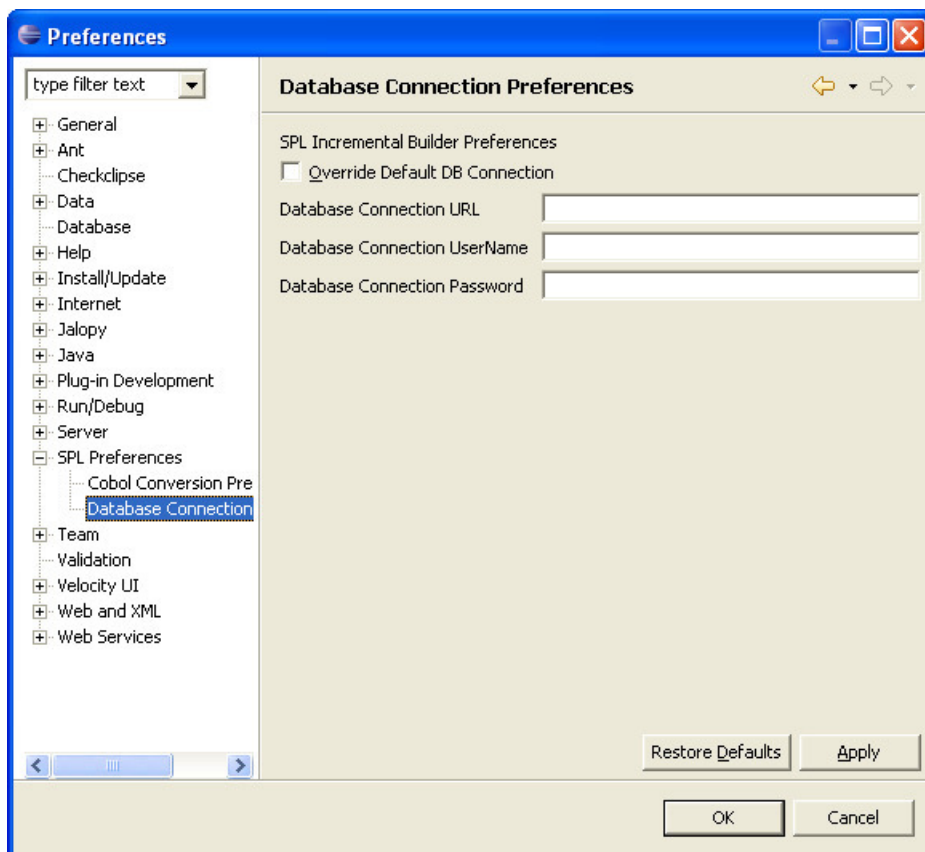 Preferences
type filter text
General
Ant
Checkclipse
Data
Database
Help
Install/Update
Internet
Jalopy
Java
Plug-in Development
Run/Debug
Server
SPL Preferences
Cobol Conversion Pre
Database Connection
Team
Validation
Velocity UI
Web and XML
Web Services
Database Connection Preferences
SPL Incremental Builder Preferences
Override Default DB Connection
Database Connection URL
Database Connection UserName
Database Connection Password
Restore Defaults Apply
OK Cancel